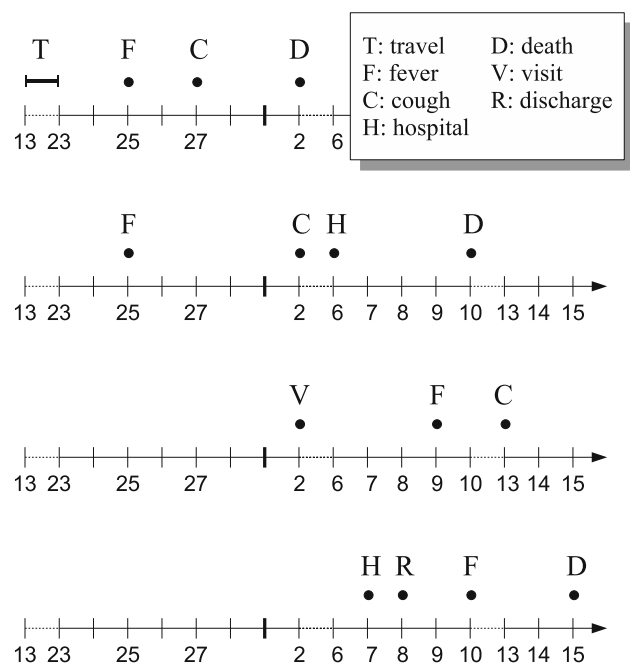 T F C D
T: travel D: death
F: fever V: visit
C: cough R: discharge
H: hospital
13 23 25 27 2 6
F C H D
13 23 25 27 2 6 7 8 9 10 13 14 15
V F C
13 23 25 27 2 6 7 8 9 10 13 14 15
H R F D
13 23 25 27 2 6 7 8 9 10 13 14 15